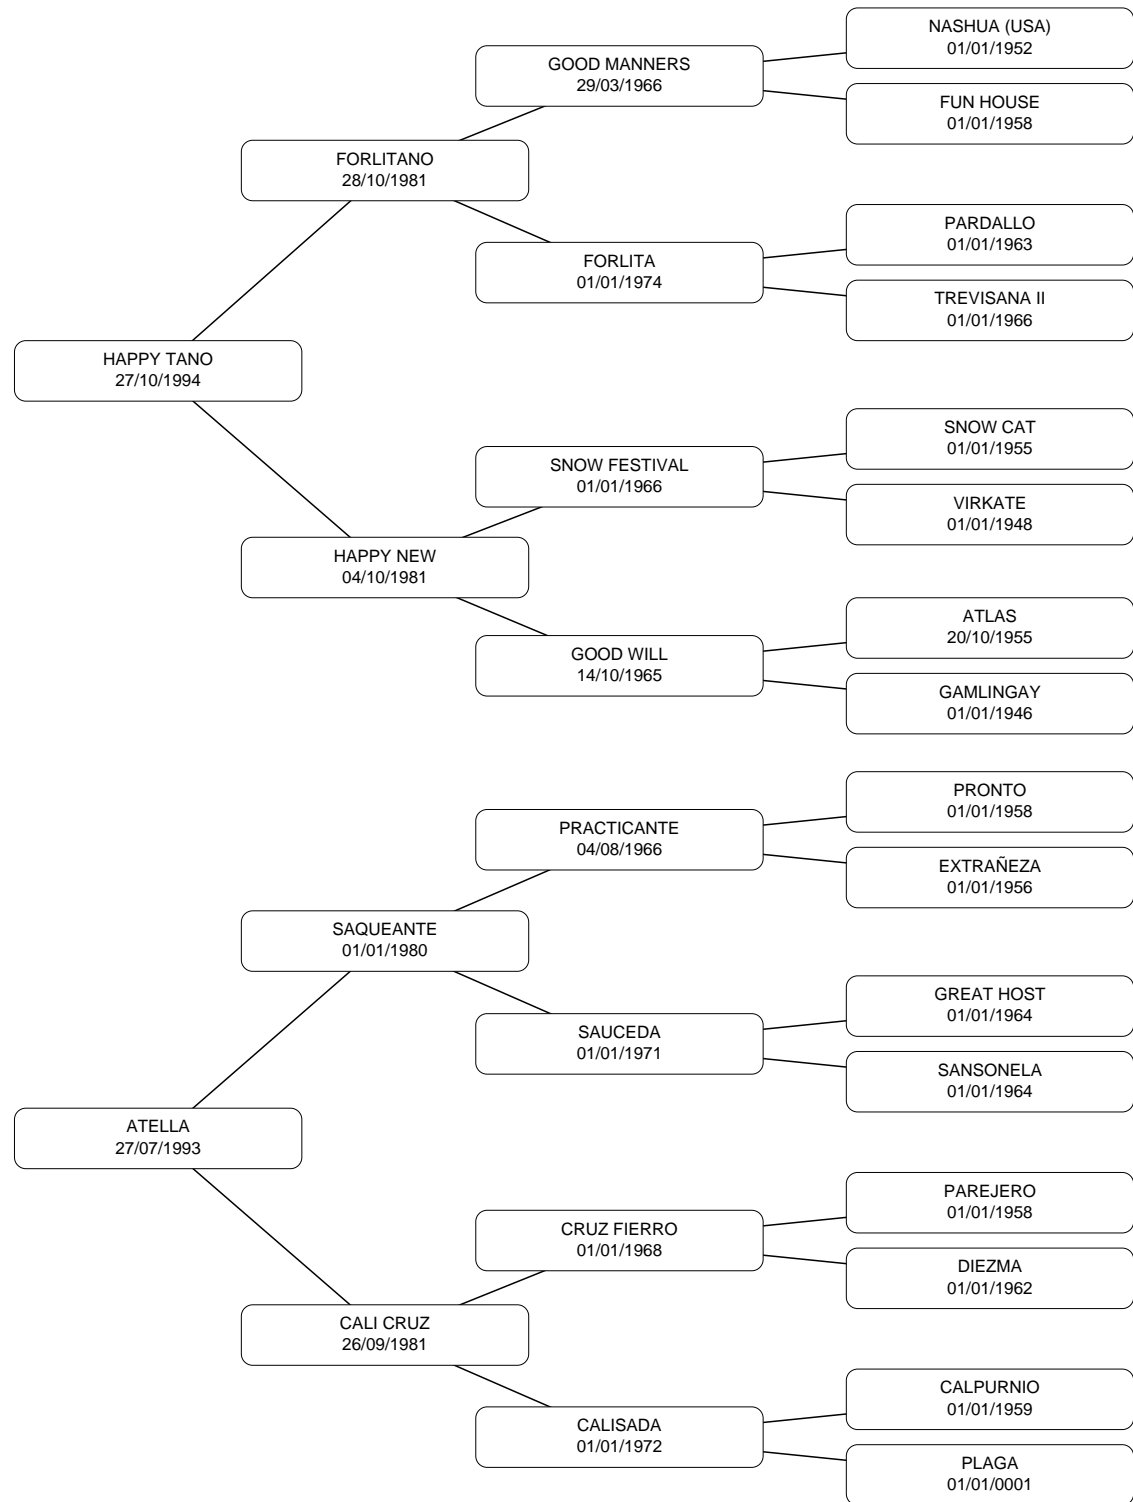 NASHUA (USA)
01/01/1952
GOOD MANNERS
29/03/1966
FUN HOUSE
01/01/1958
FORLITANO
28/10/1981
PARDALLO
01/01/1963
FORLITA
01/01/1974
TREVISANA II
01/01/1966
HAPPY TANO
27/10/1994
SNOW CAT
01/01/1955
SNOW FESTIVAL
01/01/1966
VIRKATE
01/01/1948
HAPPY NEW
04/10/1981
ATLAS
20/10/1955
GOOD WILL
14/10/1965
GAMLINGAY
01/01/1946
PRONTO
01/01/1958
PRACTICANTE
04/08/1966
EXTRAÑEZA
01/01/1956
SAQUEANTE
01/01/1980
GREAT HOST
01/01/1964
SAUCEDA
01/01/1971
SANSONELA
01/01/1964
ATELLA
27/07/1993
PAREJERO
01/01/1958
CRUZ FIERRO
01/01/1968
DIEZMA
01/01/1962
CALI CRUZ
26/09/1981
CALPURNIO
01/01/1959
CALISADA
01/01/1972
PLAGA
01/01/0001